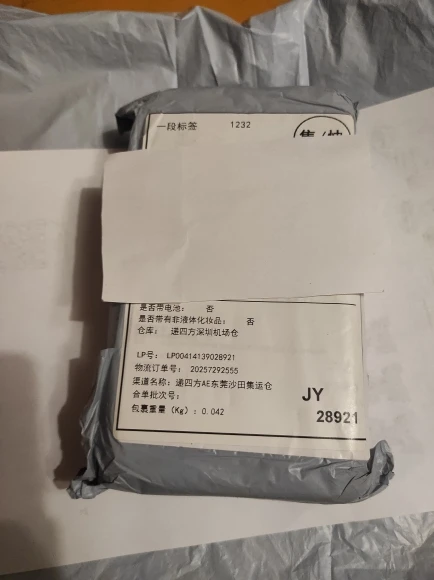 一段标签 1232
集/
是否带电池: 否
是否带有非液体化妆品: 否
仓库: 递四方深圳机场仓
LP号: LP00414139028921
物流订单号: 20257292555
渠道名称: 递四方AE东莞沙田集运仓
合单批次号:
包裹重量 (Kg): 0.042
JY
28921